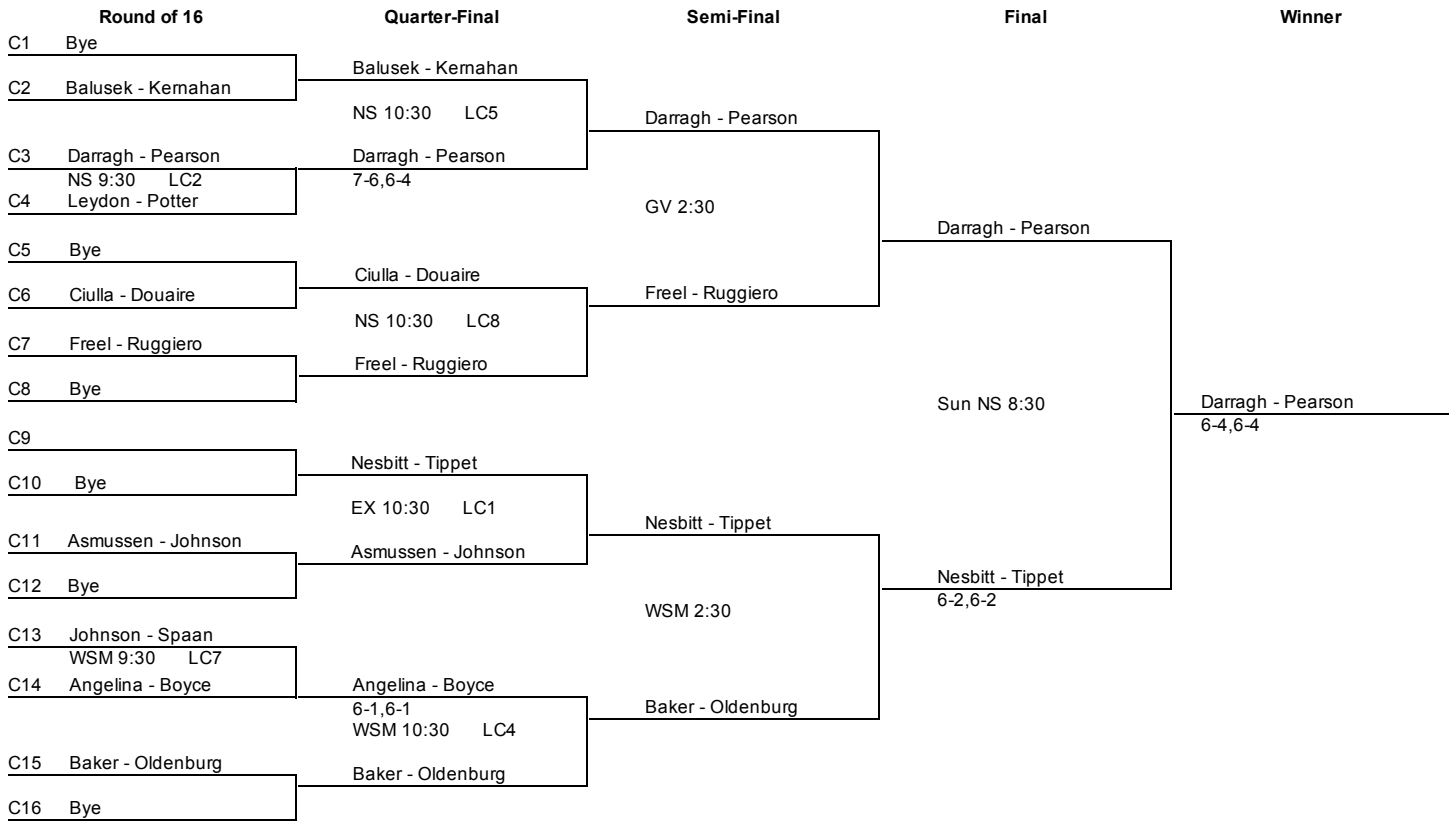 Round of 16 Quarter-Final Semi-Final Final Winner
C1 Bye
Balusek - Kernahan
C2 Balusek - Kernahan
NS 10:30 LC5
Darragh - Pearson
C3 Darragh - Pearson
Darragh - Pearson
NS 9:30 LC2
7-6,6-4
C4 Leydon - Potter
GV 2:30
Darragh - Pearson
C5 Bye
Ciulla - Douaire
C6 Ciulla - Douaire
Freel - Ruggiero
NS 10:30 LC8
C7 Freel - Ruggiero
Freel - Ruggiero
C8 Bye
Sun NS 8:30
Darragh - Pearson
6-4,6-4
C9
Nesbitt - Tippet
C10 Bye
EX 10:30 LC1
Nesbitt - Tippet
C11 Asmussen - Johnson
Asmussen - Johnson
C12 Bye
Nesbitt - Tippet
6-2,6-2
WSM 2:30
C13 Johnson - Spaan
WSM 9:30 LC7
C14 Angelina - Boyce
Angelina - Boyce
6-1,6-1
Baker - Oldenburg
WSM 10:30 LC4
C15 Baker - Oldenburg
Baker - Oldenburg
C16 Bye